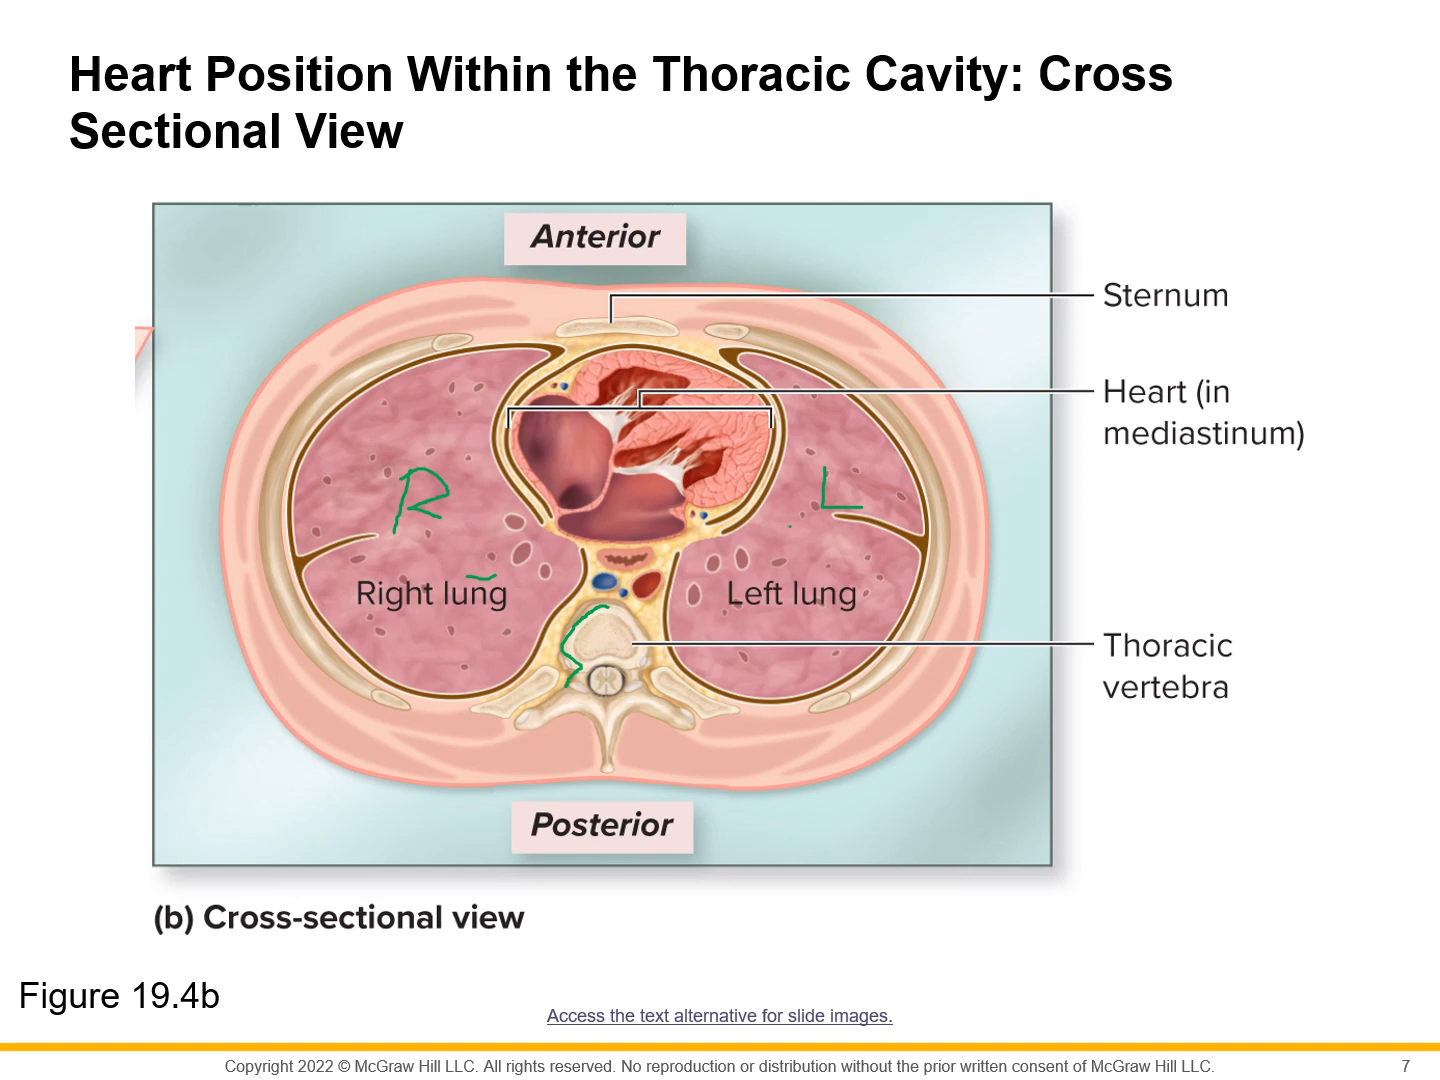 Heart Position Within the Thoracic Cavity: Cross
Sectional View
Anterior
Sternum
Heart (in
mediastinum)
R
L
Right lung
Left lung
Thoracic
vertebra
Posterior
(b) Cross-sectional view
Figure 19.4b
Access the text alternative for slide images.
Copyright 2022 © McGraw Hill LLC. All rights reserved. No reproduction or distribution without the prior written consent of McGraw Hill LLC.
7